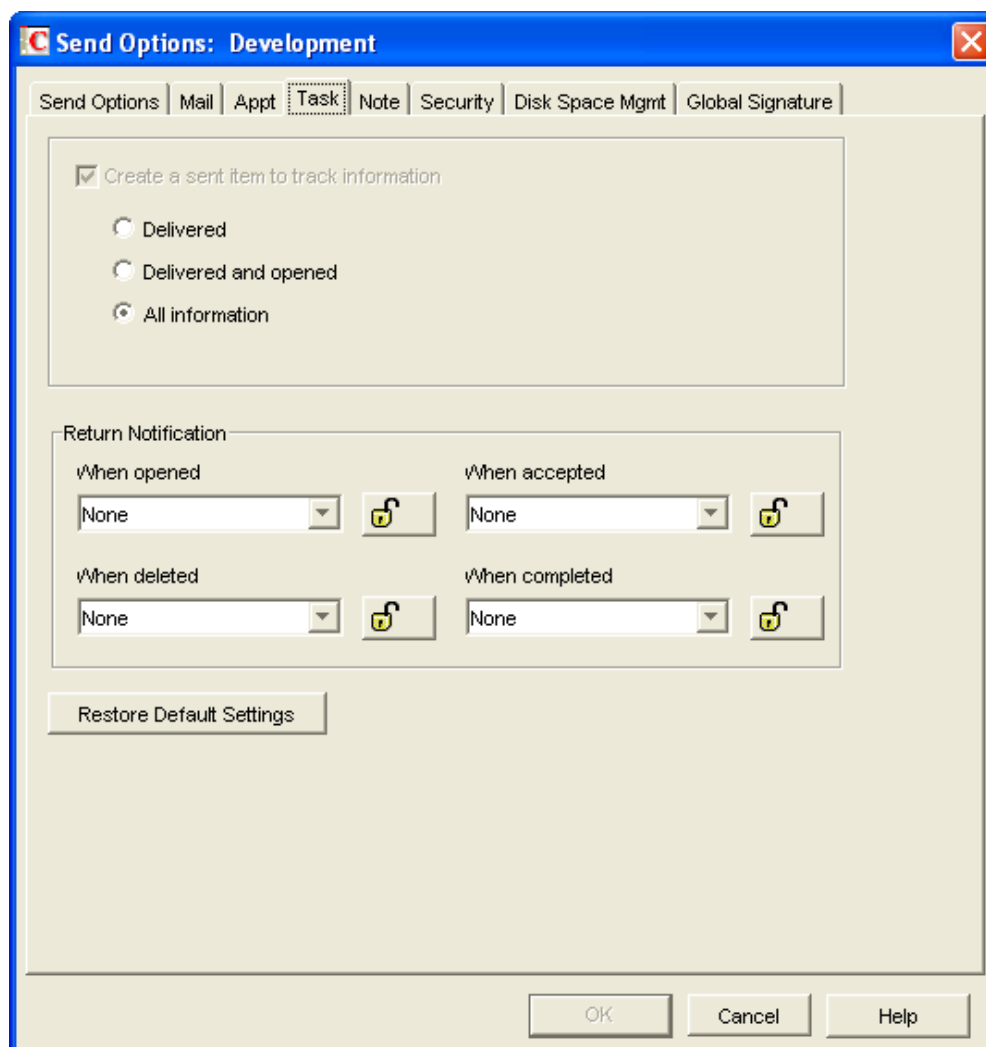 C Send Options: Development
Send Options Mail Appt Task Note Security Disk Space Mgmt Global Signature
Create a sent item to track information
Delivered
Delivered and opened
All information
Return Notification
When opened When accepted
None None
When deleted When completed
None None
Restore Default Settings
OK Cancel Help